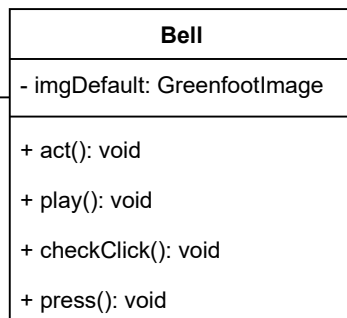 Bell
- imgDefault: GreenfootImage
+ act(): void
+ play(): void
+ checkClick(): void
+ press(): void